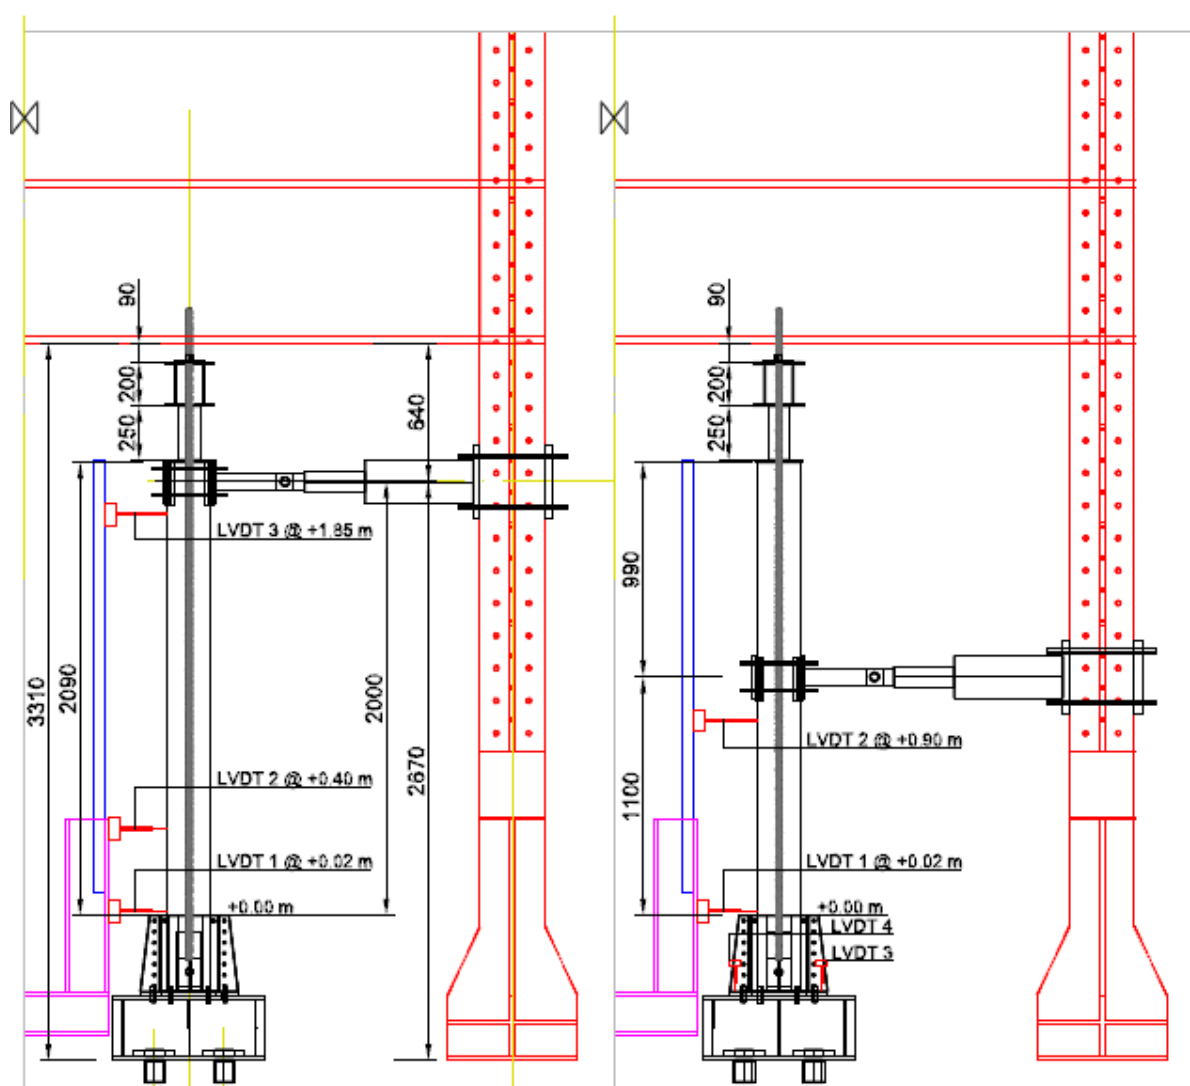 90
200
250
640
LVDT 3 @ +1.85 m
3310
2090
2000
2670
LVDT 2 @ +0.40 m
LVDT 1 @ +0.02 m
+0.00 m
90
200
250
990
LVDT 2 @ +0.90 m
1100
LVDT 1 @ +0.02 m
+0.00 m
LVDT 4
LVDT 3